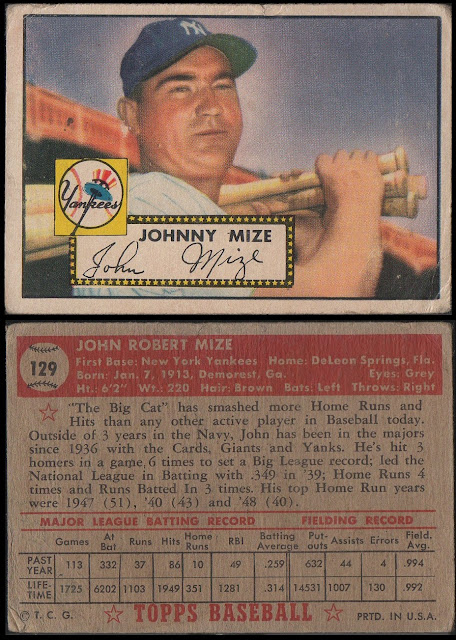 NY
Yankees
JOHNNY MIZE
John Mize
129
JOHN ROBERT MIZE
First Base: New York Yankees Home: DeLeon Springs, Fla.
Born: Jan. 7, 1913, Demorest, Ga. Eyes: Grey
Ht.: 6'2" Wt.: 220 Hair: Brown Bats: Left Throws: Right
"The Big Cat" has smashed more Home Runs and
Hits than any other active player in Baseball today.
Outside of 3 years in the Navy, John has been in the majors
since 1936 with the Cards, Giants and Yanks. He's hit 3
homers in a game, 6 times to set a Big League record; led the
National League in Batting with .349 in '39; Home Runs 4
times and Runs Batted In 3 times. His top Home Run years
were 1947 (51), '40 (43) and '48 (40).
MAJOR LEAGUE BATTING RECORD FIELDING RECORD
Games At Bat Runs Hits Home Runs RBI Batting Average Put-outs Assists Errors Field. Avg.
PAST YEAR 113 332 37 86 10 49 .259 632 44 4 .994
LIFE-TIME 1725 6202 1103 1949 351 1281 .314 14531 1007 130 .992
© T. C. G. TOPPS BASEBALL PRTD. IN U.S.A.